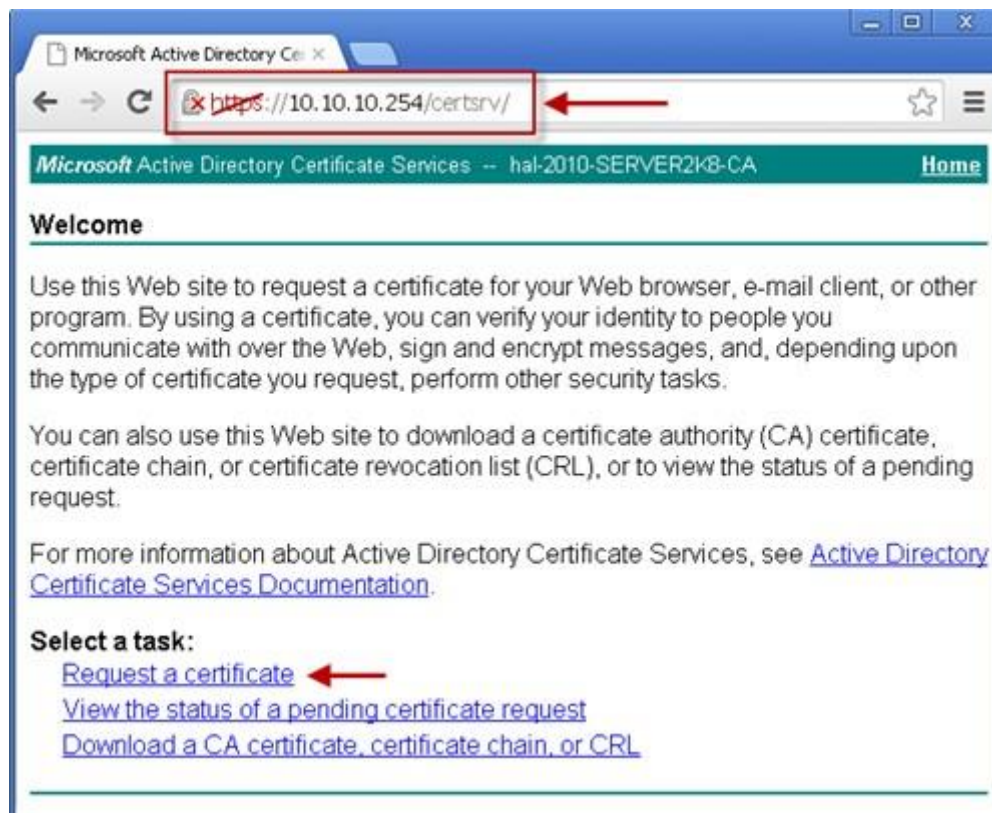 Microsoft Active Directory Cer
https://10.10.10.254/certsrv/
Microsoft Active Directory Certificate Services -- hal-2010-SERVER2K8-CA Home
Welcome
Use this Web site to request a certificate for your Web browser, e-mail client, or other
program. By using a certificate, you can verify your identity to people you
communicate with over the Web, sign and encrypt messages, and, depending upon
the type of certificate you request, perform other security tasks.
You can also use this Web site to download a certificate authority (CA) certificate,
certificate chain, or certificate revocation list (CRL), or to view the status of a pending
request.
For more information about Active Directory Certificate Services, see Active Directory
Certificate Services Documentation.
Select a task:
Request a certificate
View the status of a pending certificate request
Download a CA certificate, certificate chain, or CRL